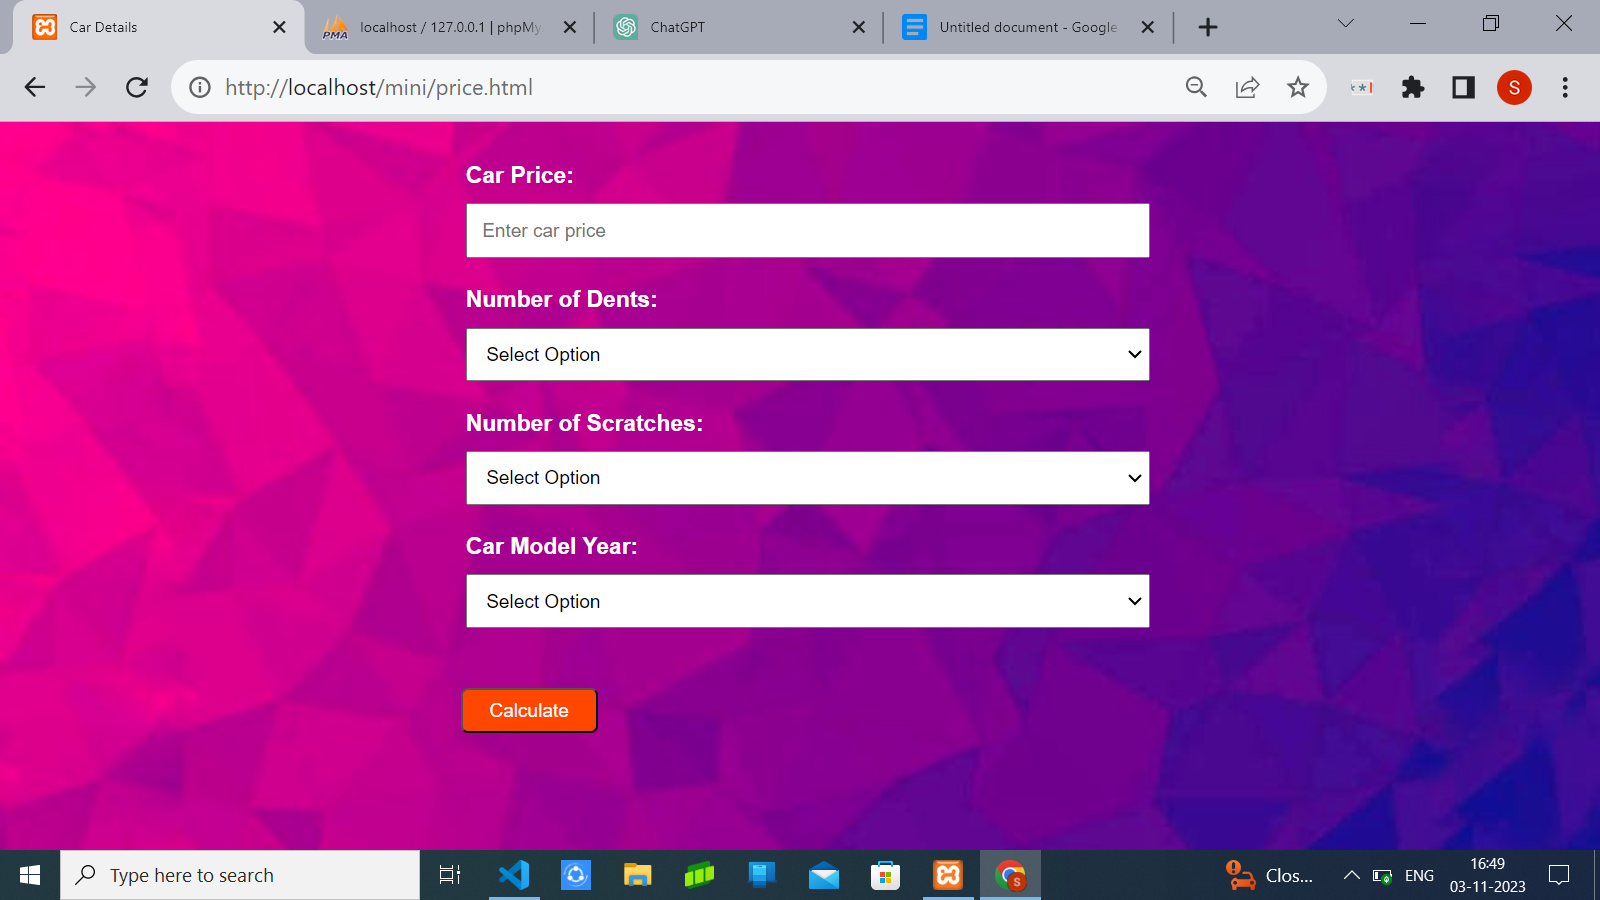 Car Details
localhost / 127.0.0.1 | phpMy
ChatGPT
Untitled document - Google
http://localhost/mini/price.html
S
Car Price:
Enter car price
Number of Dents:
Select Option
Number of Scratches:
Select Option
Car Model Year:
Select Option
Calculate
Type here to search
Clos...
ENG
16:49
03-11-2023